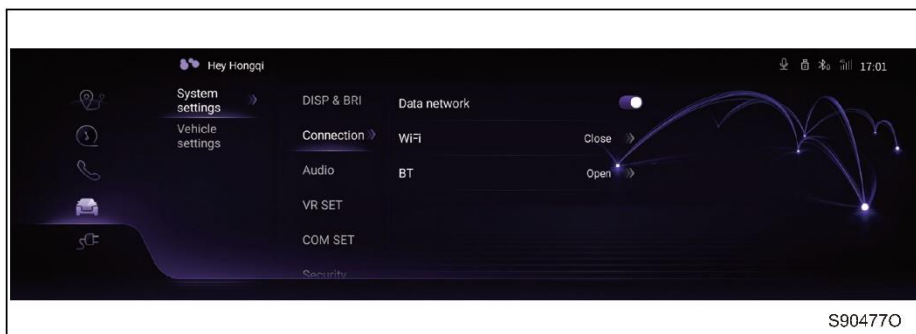 Hey Hongqi
17:01
System
settings
Vehicle
settings
DISP & BRI
Connection
Audio
VR SET
COM SET
Security
Data network
WiFi
Close
BT
Open
S90477O